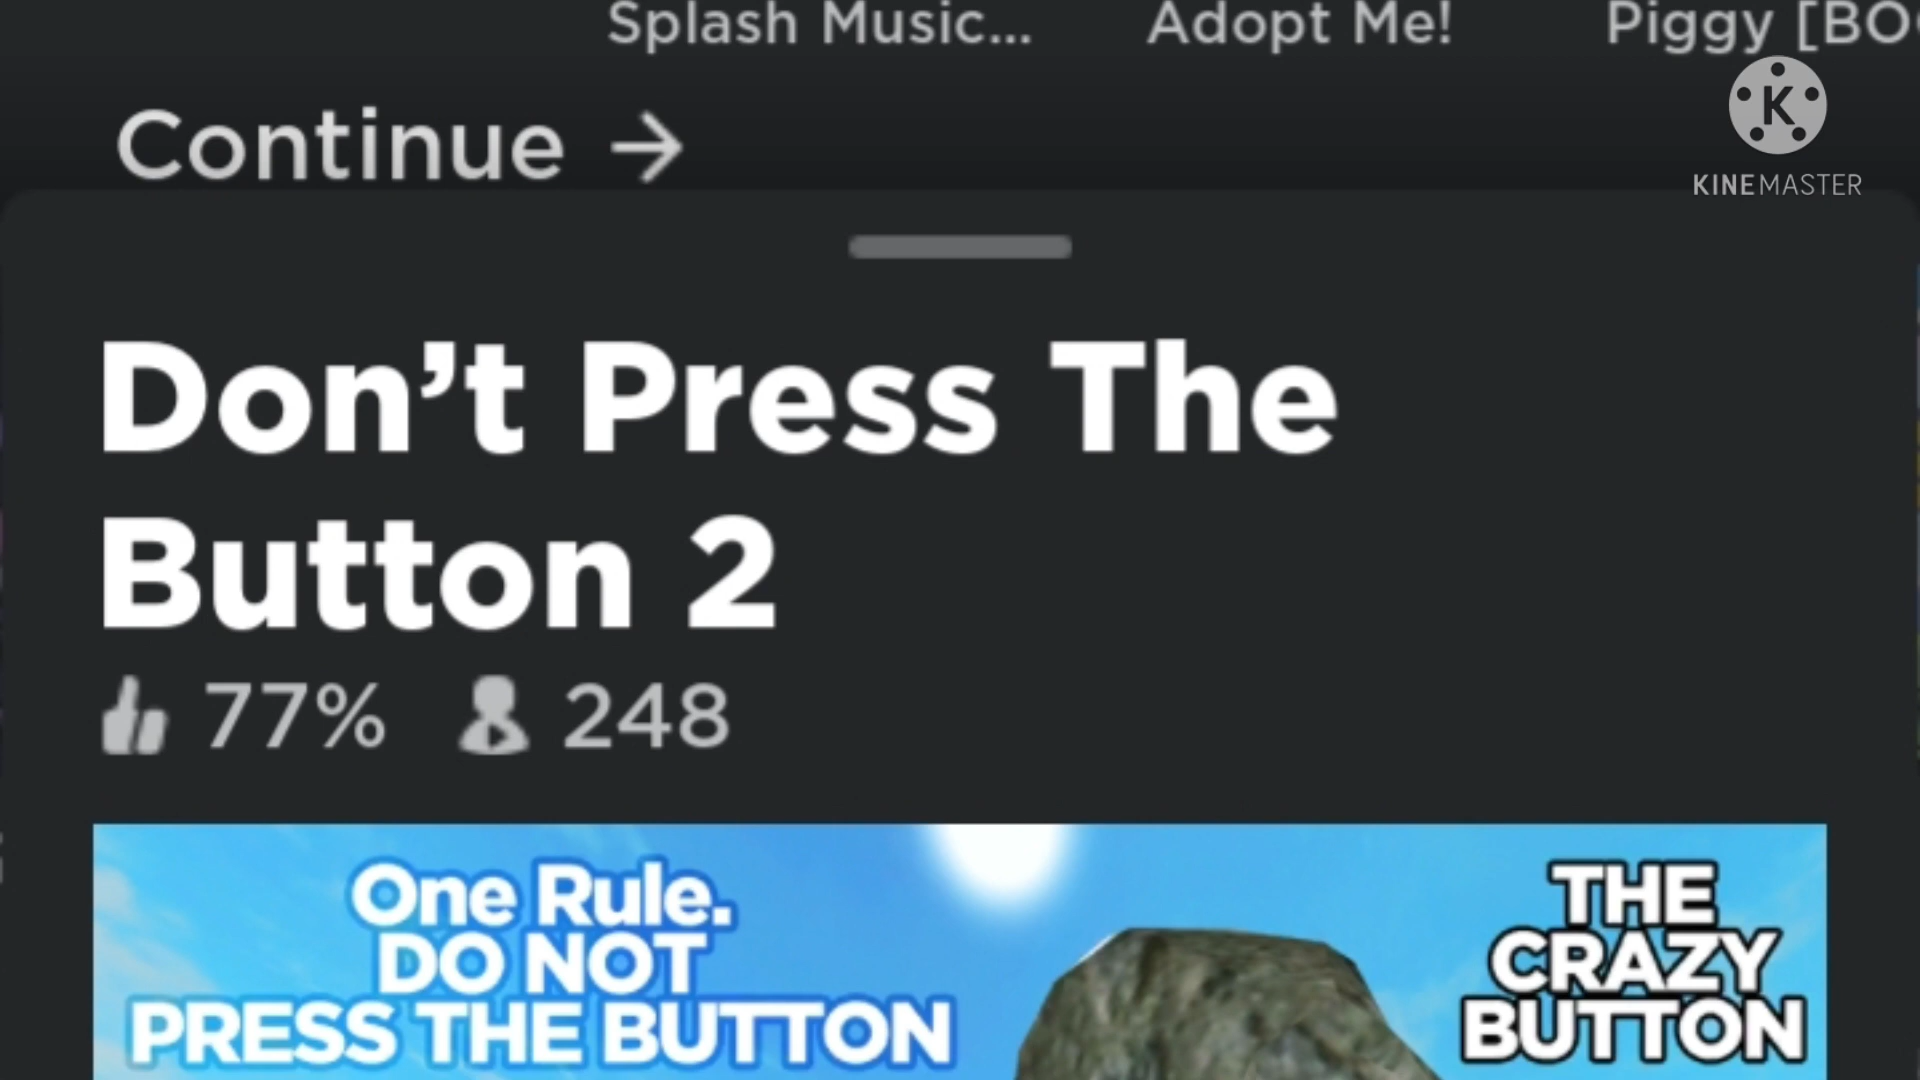 Splash Music...
Adopt Me!
Piggy [BO
Continue →
K
KINEMASTER
Don't Press The
Button 2
77% 248
One Rule.
DO NOT
PRESS THE BUTTON
THE
CRAZY
BUTTON